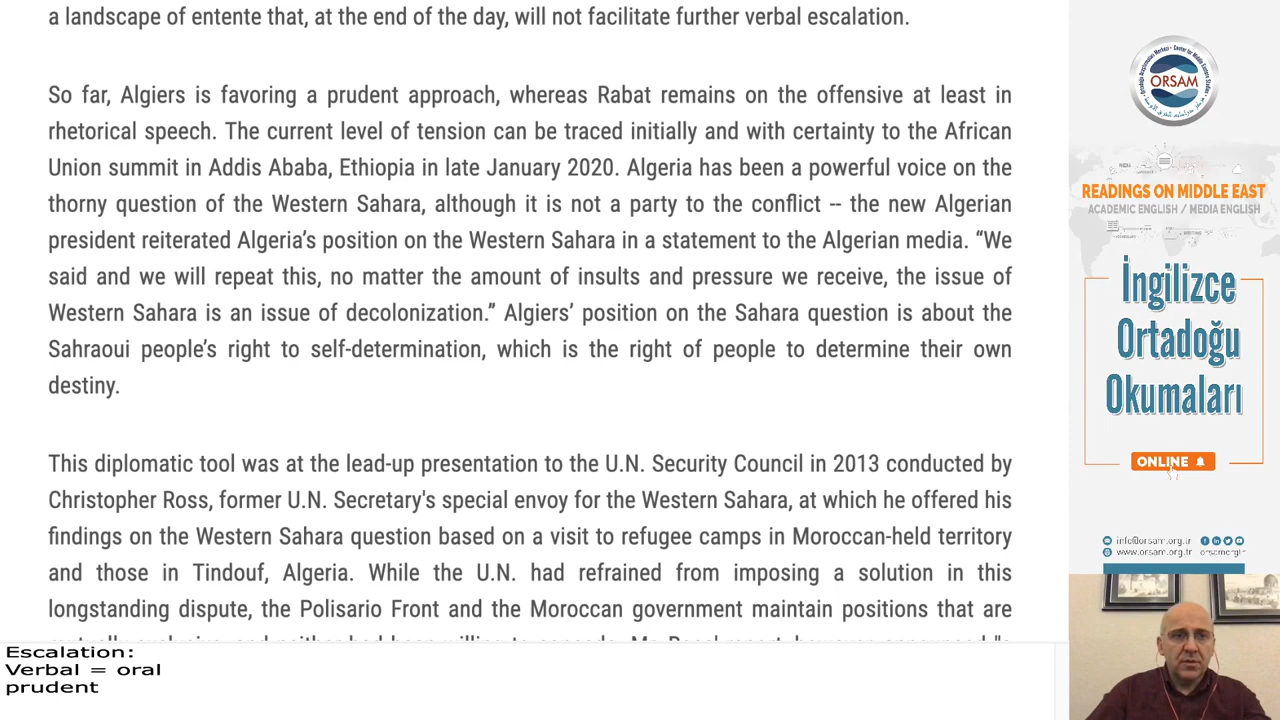 a landscape of entente that, at the end of the day, will not facilitate further verbal escalation.
So far, Algiers is favoring a prudent approach, whereas Rabat remains on the offensive at least in
rhetorical speech. The current level of tension can be traced initially and with certainty to the African
Union summit in Addis Ababa, Ethiopia in late January 2020. Algeria has been a powerful voice on the
thorny question of the Western Sahara, although it is not a party to the conflict -- the new Algerian
president reiterated Algeria's position on the Western Sahara in a statement to the Algerian media. “We
said and we will repeat this, no matter the amount of insults and pressure we receive, the issue of
Western Sahara is an issue of decolonization.” Algiers’ position on the Sahara question is about the
Sahraoui people’s right to self-determination, which is the right of people to determine their own
destiny.
This diplomatic tool was at the lead-up presentation to the U.N. Security Council in 2013 conducted by
Christopher Ross, former U.N. Secretary's special envoy for the Western Sahara, at which he offered his
findings on the Western Sahara question based on a visit to refugee camps in Moroccan-held territory
and those in Tindouf, Algeria. While the U.N. had refrained from imposing a solution in this
longstanding dispute, the Polisario Front and the Moroccan government maintain positions that are
Escalation:
Verbal = oral
prudent
ORSAM
READINGS ON MIDDLE EAST
ACADEMIC ENGLISH / MEDIA ENGLISH
İngilizce
Ortadoğu
Okumaları
ONLINE
info@orsam.org.tr
www.orsam.org.tr orsamorgtr